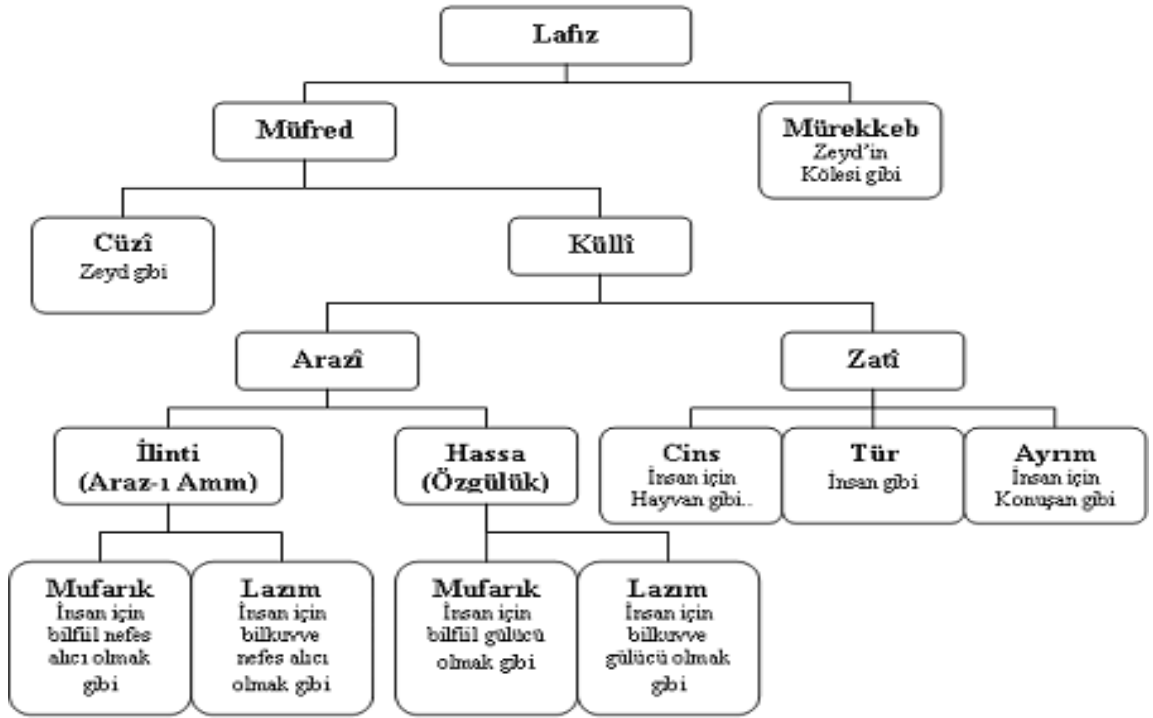 Lafız
Müfred
Mürekkeb
Zeyd'in
Kölesi gibi
Cüzî
Zeyd gibi
Küllî
Arazî
Zatî
İlinti
(Araz-ı Amm)
Hassa
(Özgülük)
Cins
İnsan için
Hayvan gibi..
Tür
İnsan gibi
Ayrım
İnsan için
Konuşan gibi
Mufarık
İnsan için
bilfiil nefes
alıcı olmak
gibi
Lazım
İnsan için
bilkuvve
nefes alıcı
olmak gibi
Mufarık
İnsan için
bilfiil gülücü
olmak gibi
Lazım
İnsan için
bilkuvve
gülücü olmak
gibi